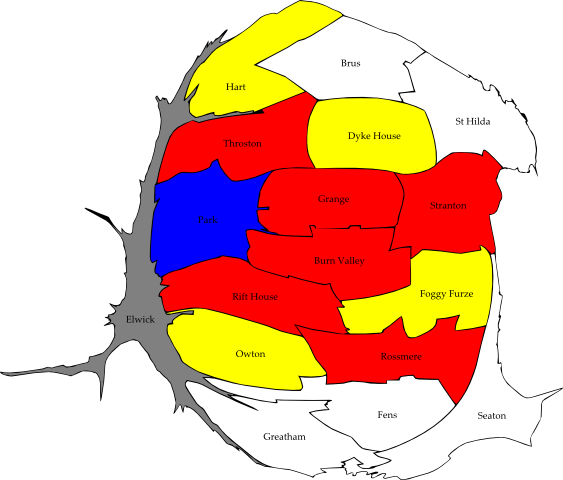 Brus
Hart
St Hilda
Dyke House
Throston
Grange
Stranton
Park
Burn Valley
Foggy Furze
Rift House
Elwick
Owton
Rossmere
Fens
Seaton
Greatham